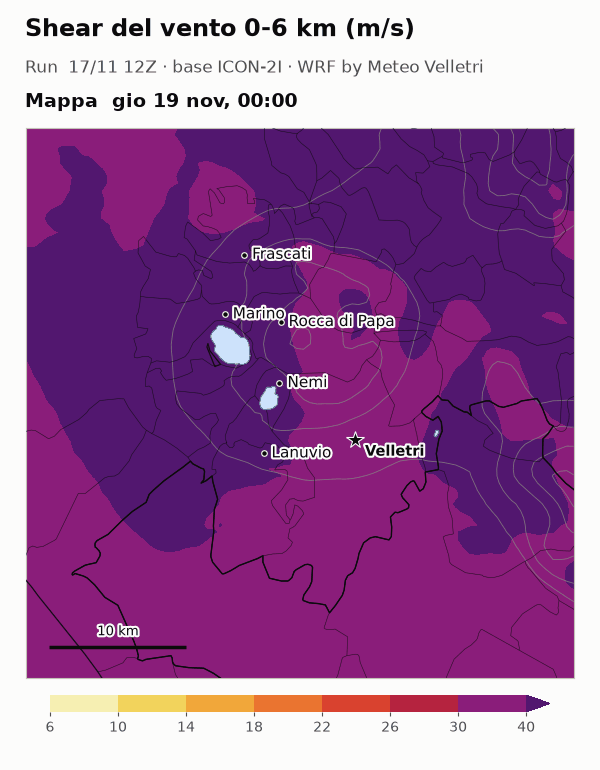 Shear del vento 0-6 km (m/s)
Run  17/11 12Z · base ICON-2I · WRF by Meteo Velletri
Mappa  gio 19 nov, 00:00
Frascati
Marino
Rocca di Papa
Nemi
Velletri
Lanuvio
10 km
6 10 14 18 22 26 30 40